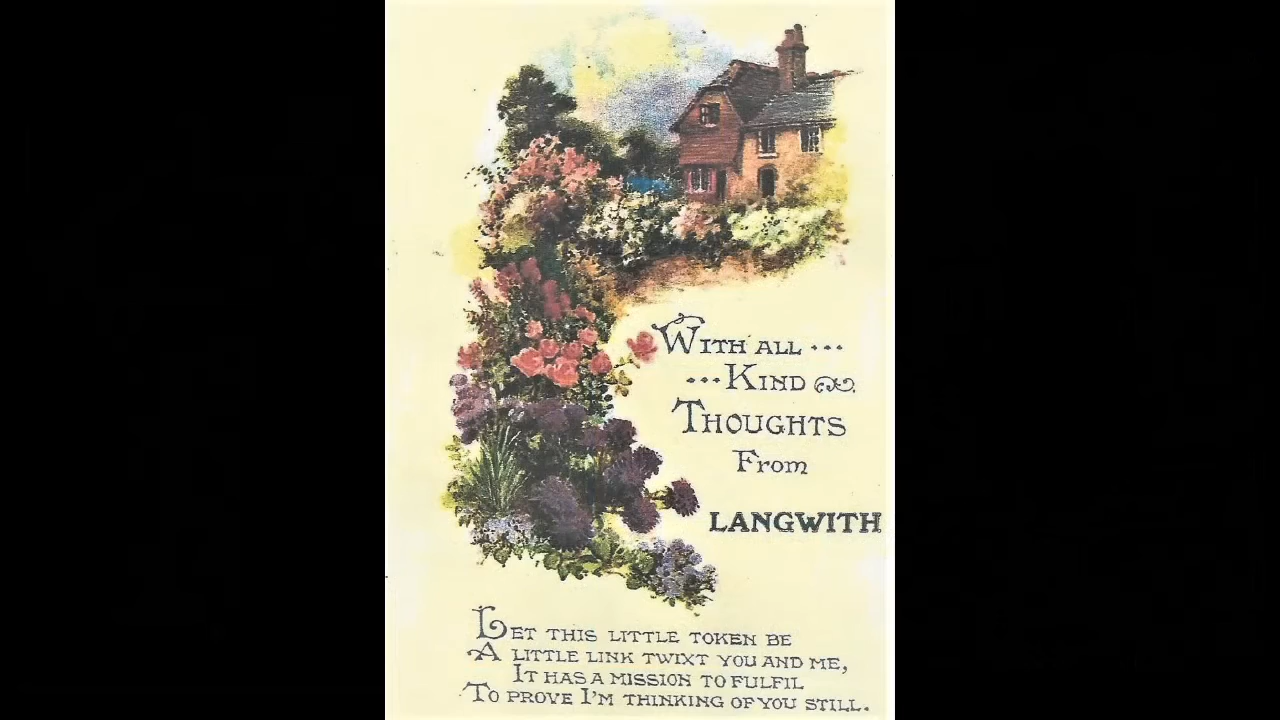 WITH ALL ...
... KIND
THOUGHTS
From
LANGWITH
LET THIS LITTLE TOKEN BE
A LITTLE LINK TWIXT YOU AND ME,
IT HAS A MISSION TO FULFIL
TO PROVE I'M THINKING OF YOU STILL.